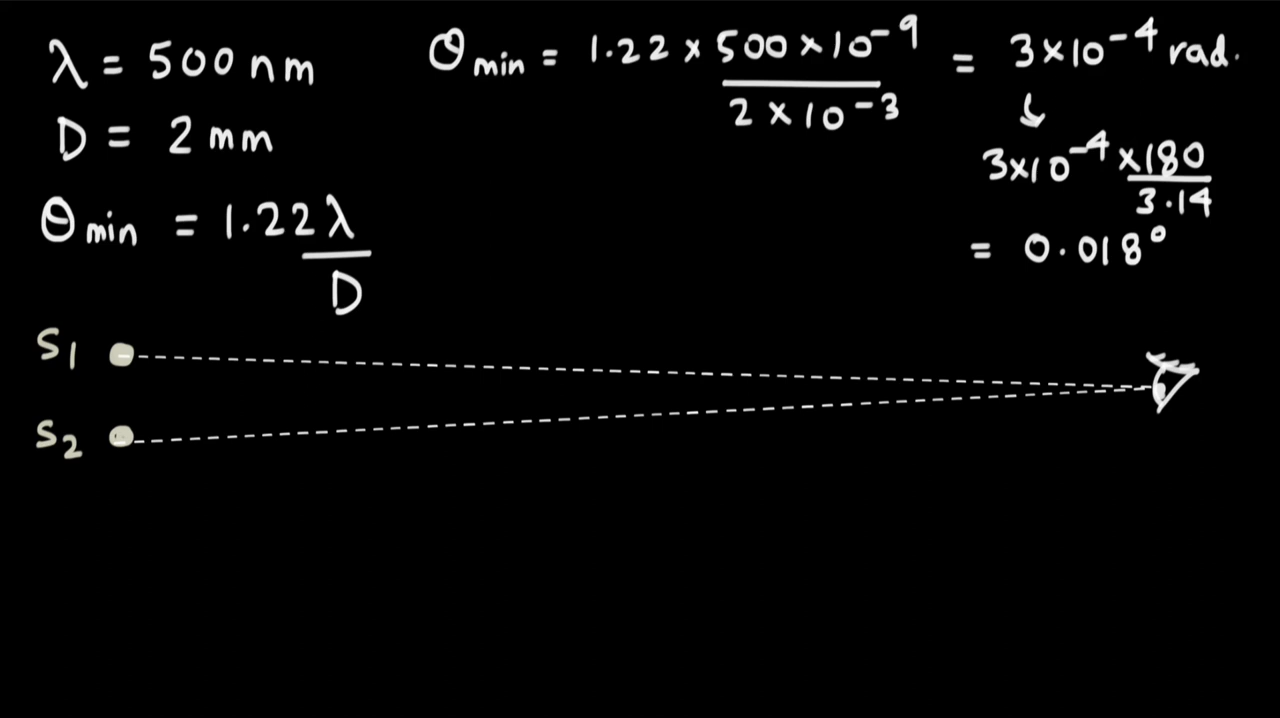 λ = 500 nm
D = 2 mm
θmin = 1.22λ
D
θmin = 1.22 × 500 × 10⁻⁹ = 3×10⁻⁴ rad.
2 × 10⁻³
3×10⁻⁴ × 180
3.14
= 0.018°
S₁
S₂